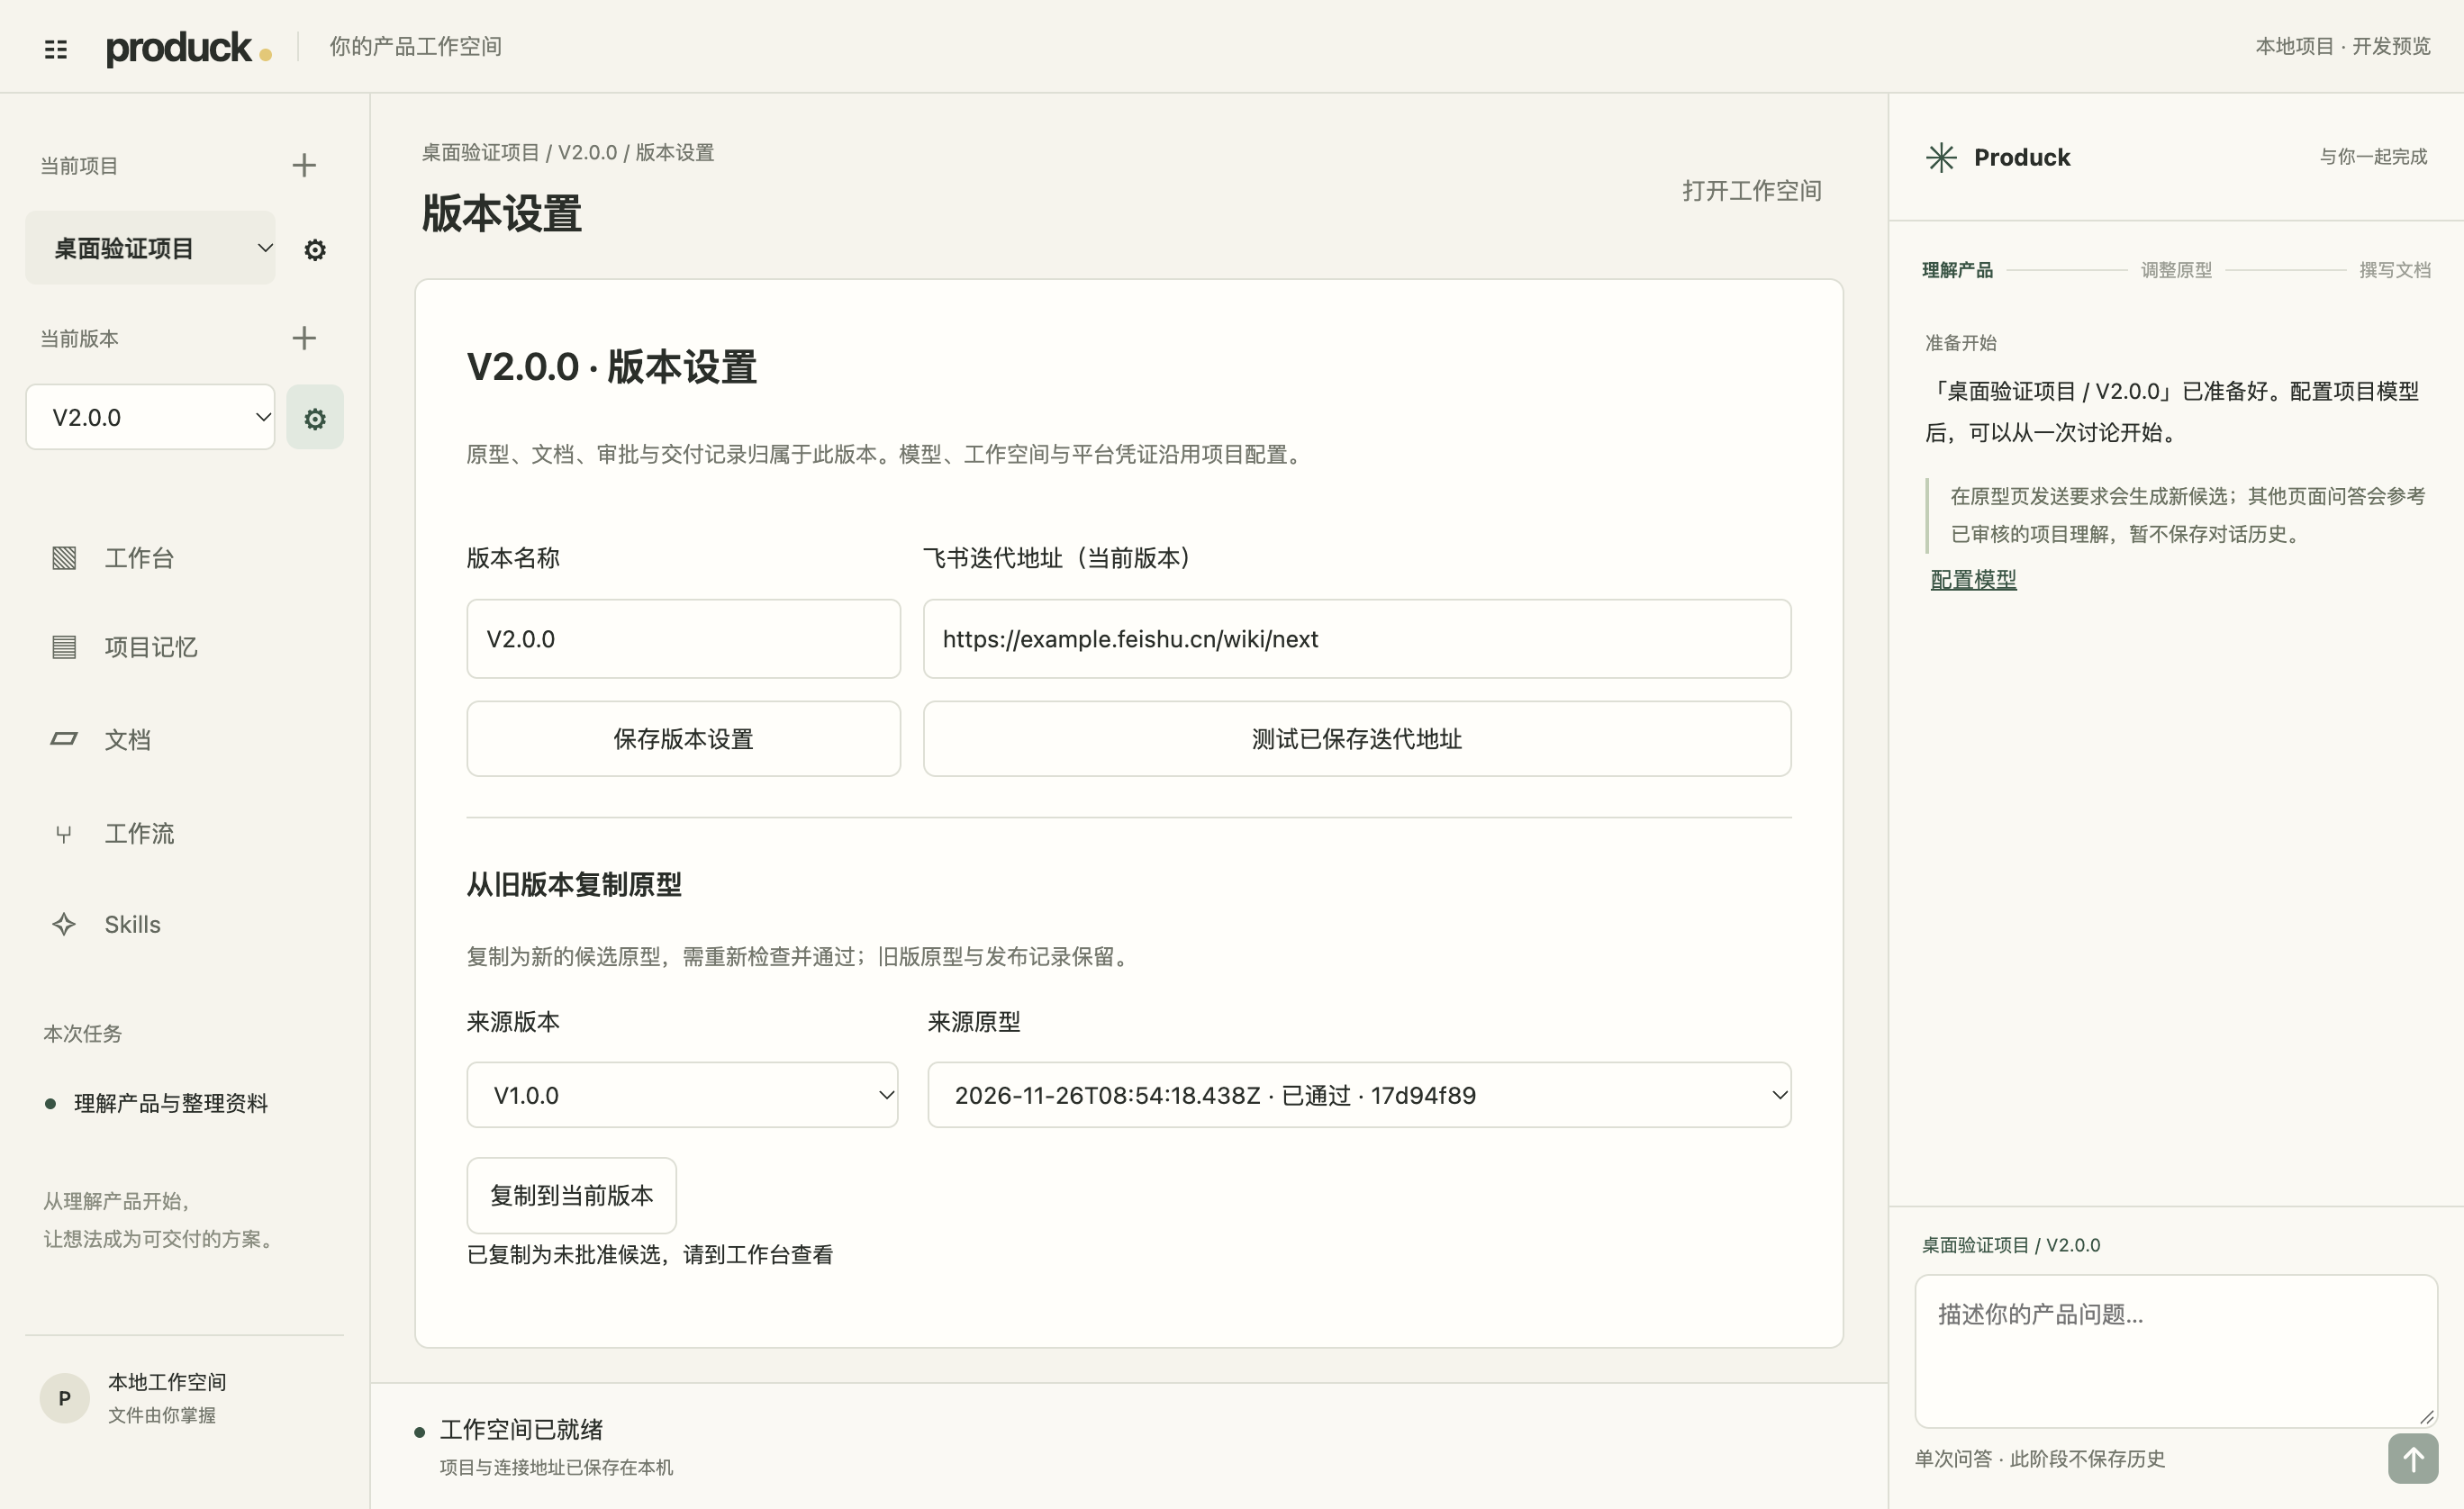 produck
你的产品工作空间
本地项目 · 开发预览
当前项目
桌面验证项目
当前版本
V2.0.0
工作台
项目记忆
文档
工作流
Skills
本次任务
理解产品与整理资料
从理解产品开始，
让想法成为可交付的方案。
P
本地工作空间
文件由你掌握
桌面验证项目 / V2.0.0 / 版本设置
版本设置
打开工作空间
V2.0.0 · 版本设置
原型、文档、审批与交付记录归属于此版本。模型、工作空间与平台凭证沿用项目配置。
版本名称
飞书迭代地址（当前版本）
V2.0.0
https://example.feishu.cn/wiki/next
保存版本设置
测试已保存迭代地址
从旧版本复制原型
复制为新的候选原型，需重新检查并通过；旧版原型与发布记录保留。
来源版本
来源原型
V1.0.0
2026-11-26T08:54:18.438Z · 已通过 · 17d94f89
复制到当前版本
已复制为未批准候选，请到工作台查看
工作空间已就绪
项目与连接地址已保存在本机
Produck
与你一起完成
理解产品
调整原型
撰写文档
准备开始
「桌面验证项目 / V2.0.0」已准备好。配置项目模型
后，可以从一次讨论开始。
在原型页发送要求会生成新候选；其他页面问答会参考
已审核的项目理解，暂不保存对话历史。
配置模型
桌面验证项目 / V2.0.0
描述你的产品问题...
单次问答 · 此阶段不保存历史